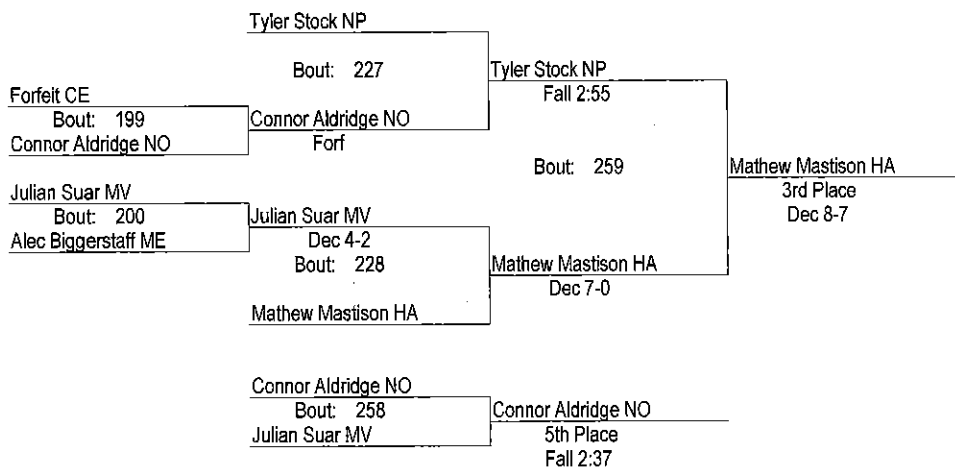 Tyler Stock NP
Bout: 227
Tyler Stock NP
Fall 2:55
Forfeit CE
Bout: 199
Connor Aldridge NO
Connor Aldridge NO
Forf
Bout: 259
Mathew Mastison HA
3rd Place
Dec 8-7
Julian Suar MV
Bout: 200
Alec Biggerstaff ME
Julian Suar MV
Dec 4-2
Bout: 228
Mathew Mastison HA
Dec 7-0
Mathew Mastison HA
Connor Aldridge NO
Bout: 258
Julian Suar MV
Connor Aldridge NO
5th Place
Fall 2:37